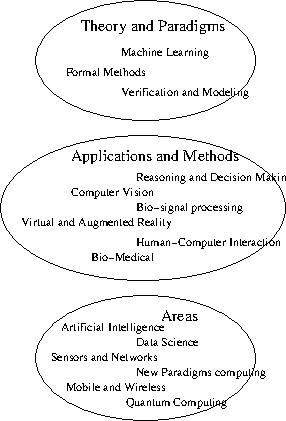 Theory and Paradigms
Machine Learning
Formal Methods
Verification and Modeling
Applications and Methods
Reasoning and Decision Makin
Computer Vision
Bio-signal processing
Virtual and Augmented Reality
Human-Computer Interaction
Bio-Medical
Areas
Artificial Intelligence
Data Science
Sensors and Networks
New Paradigms computing
Mobile and Wireless
Quantum Computing